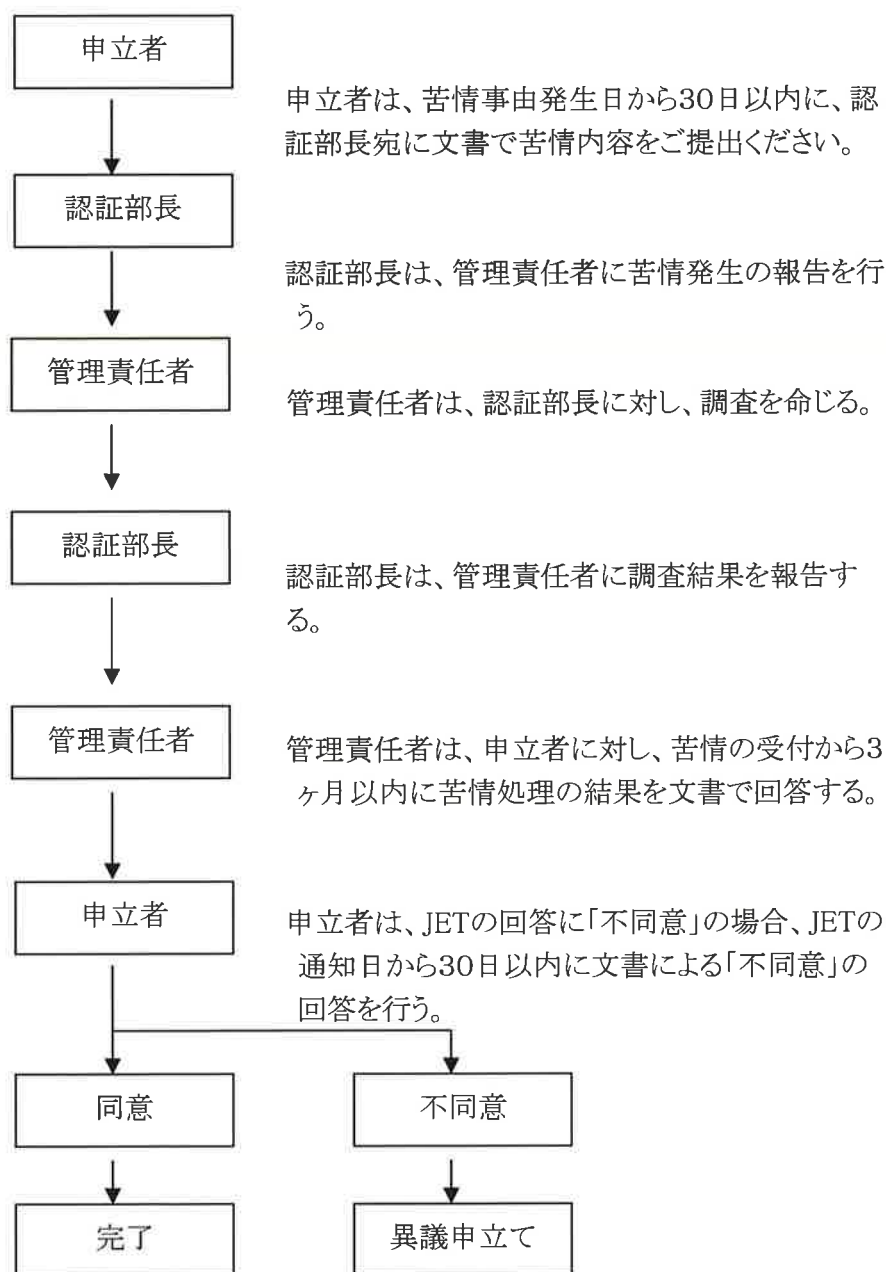 申立者
申立者は、苦情事由発生日から30日以内に、認
証部長宛に文書で苦情内容をご提出ください。
認証部長
認証部長は、管理責任者に苦情発生の報告を行
う。
管理責任者
管理責任者は、認証部長に対し、調査を命じる。
認証部長
認証部長は、管理責任者に調査結果を報告す
る。
管理責任者
管理責任者は、申立者に対し、苦情の受付から3
ヶ月以内に苦情処理の結果を文書で回答する。
申立者
申立者は、JETの回答に「不同意」の場合、JETの
通知日から30日以内に文書による「不同意」の
回答を行う。
同意
不同意
完了
異議申立て